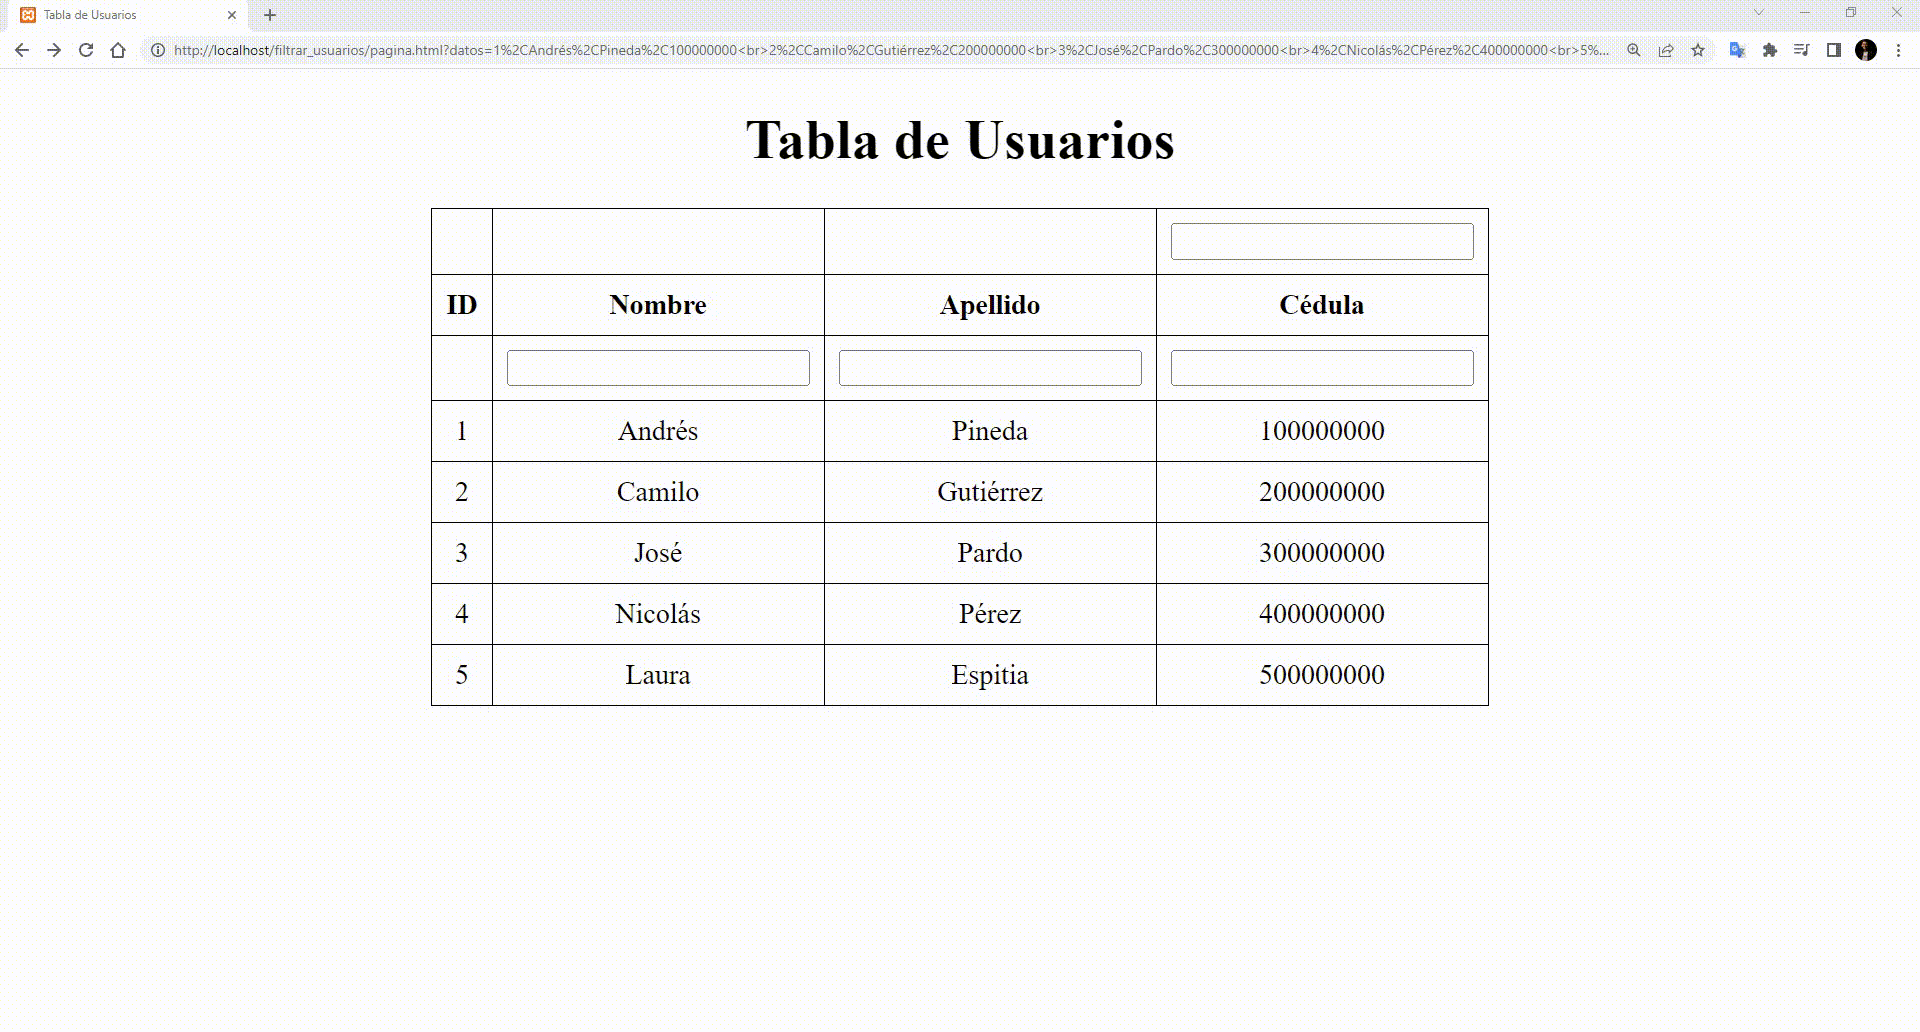 Tabla de Usuarios
http://localhost/filtrar_usuarios/pagina.html?datos=1%2CAndrés%2CPineda%2C100000000<br>2%2CCamilo%2CGutiérrez%2C200000000<br>3%2CJosé%2CPardo%2C300000000<br>4%2CNicolás%2CPérez%2C400000000<br>5%...
Tabla de Usuarios
ID Nombre Apellido Cédula
1 Andrés Pineda 100000000
2 Camilo Gutiérrez 200000000
3 José Pardo 300000000
4 Nicolás Pérez 400000000
5 Laura Espitia 500000000